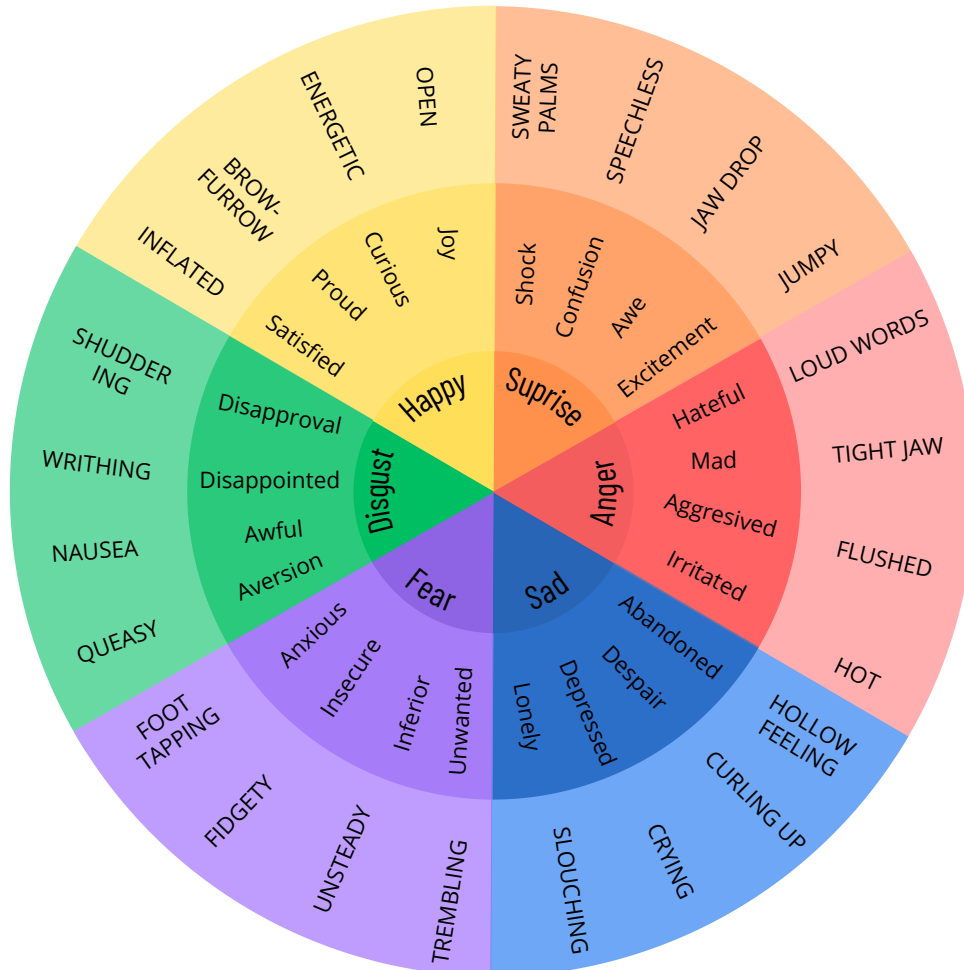 OPEN
ENERGETIC
BROW-
FURROW
INFLATED
Joy
Curious
Proud
Satisfied
Happy
SWEATY
PALMS
SPEECHLESS
JAW DROP
JUMPY
Shock
Confusion
Awe
Excitement
Suprise
LOUD WORDS
TIGHT JAW
FLUSHED
HOT
Hateful
Mad
Aggresived
Irritated
Anger
HOLLOW
FEELING
CURLING UP
CRYING
SLOUCHING
Abandoned
Despair
Depressed
Lonely
Sad
TREMBLING
UNSTEADY
FIDGETY
FOOT
TAPPING
Unwanted
Inferior
Insecure
Anxious
Fear
QUEASY
NAUSEA
WRITHING
SHUDDER
ING
Aversion
Awful
Disappointed
Disapproval
Disgust